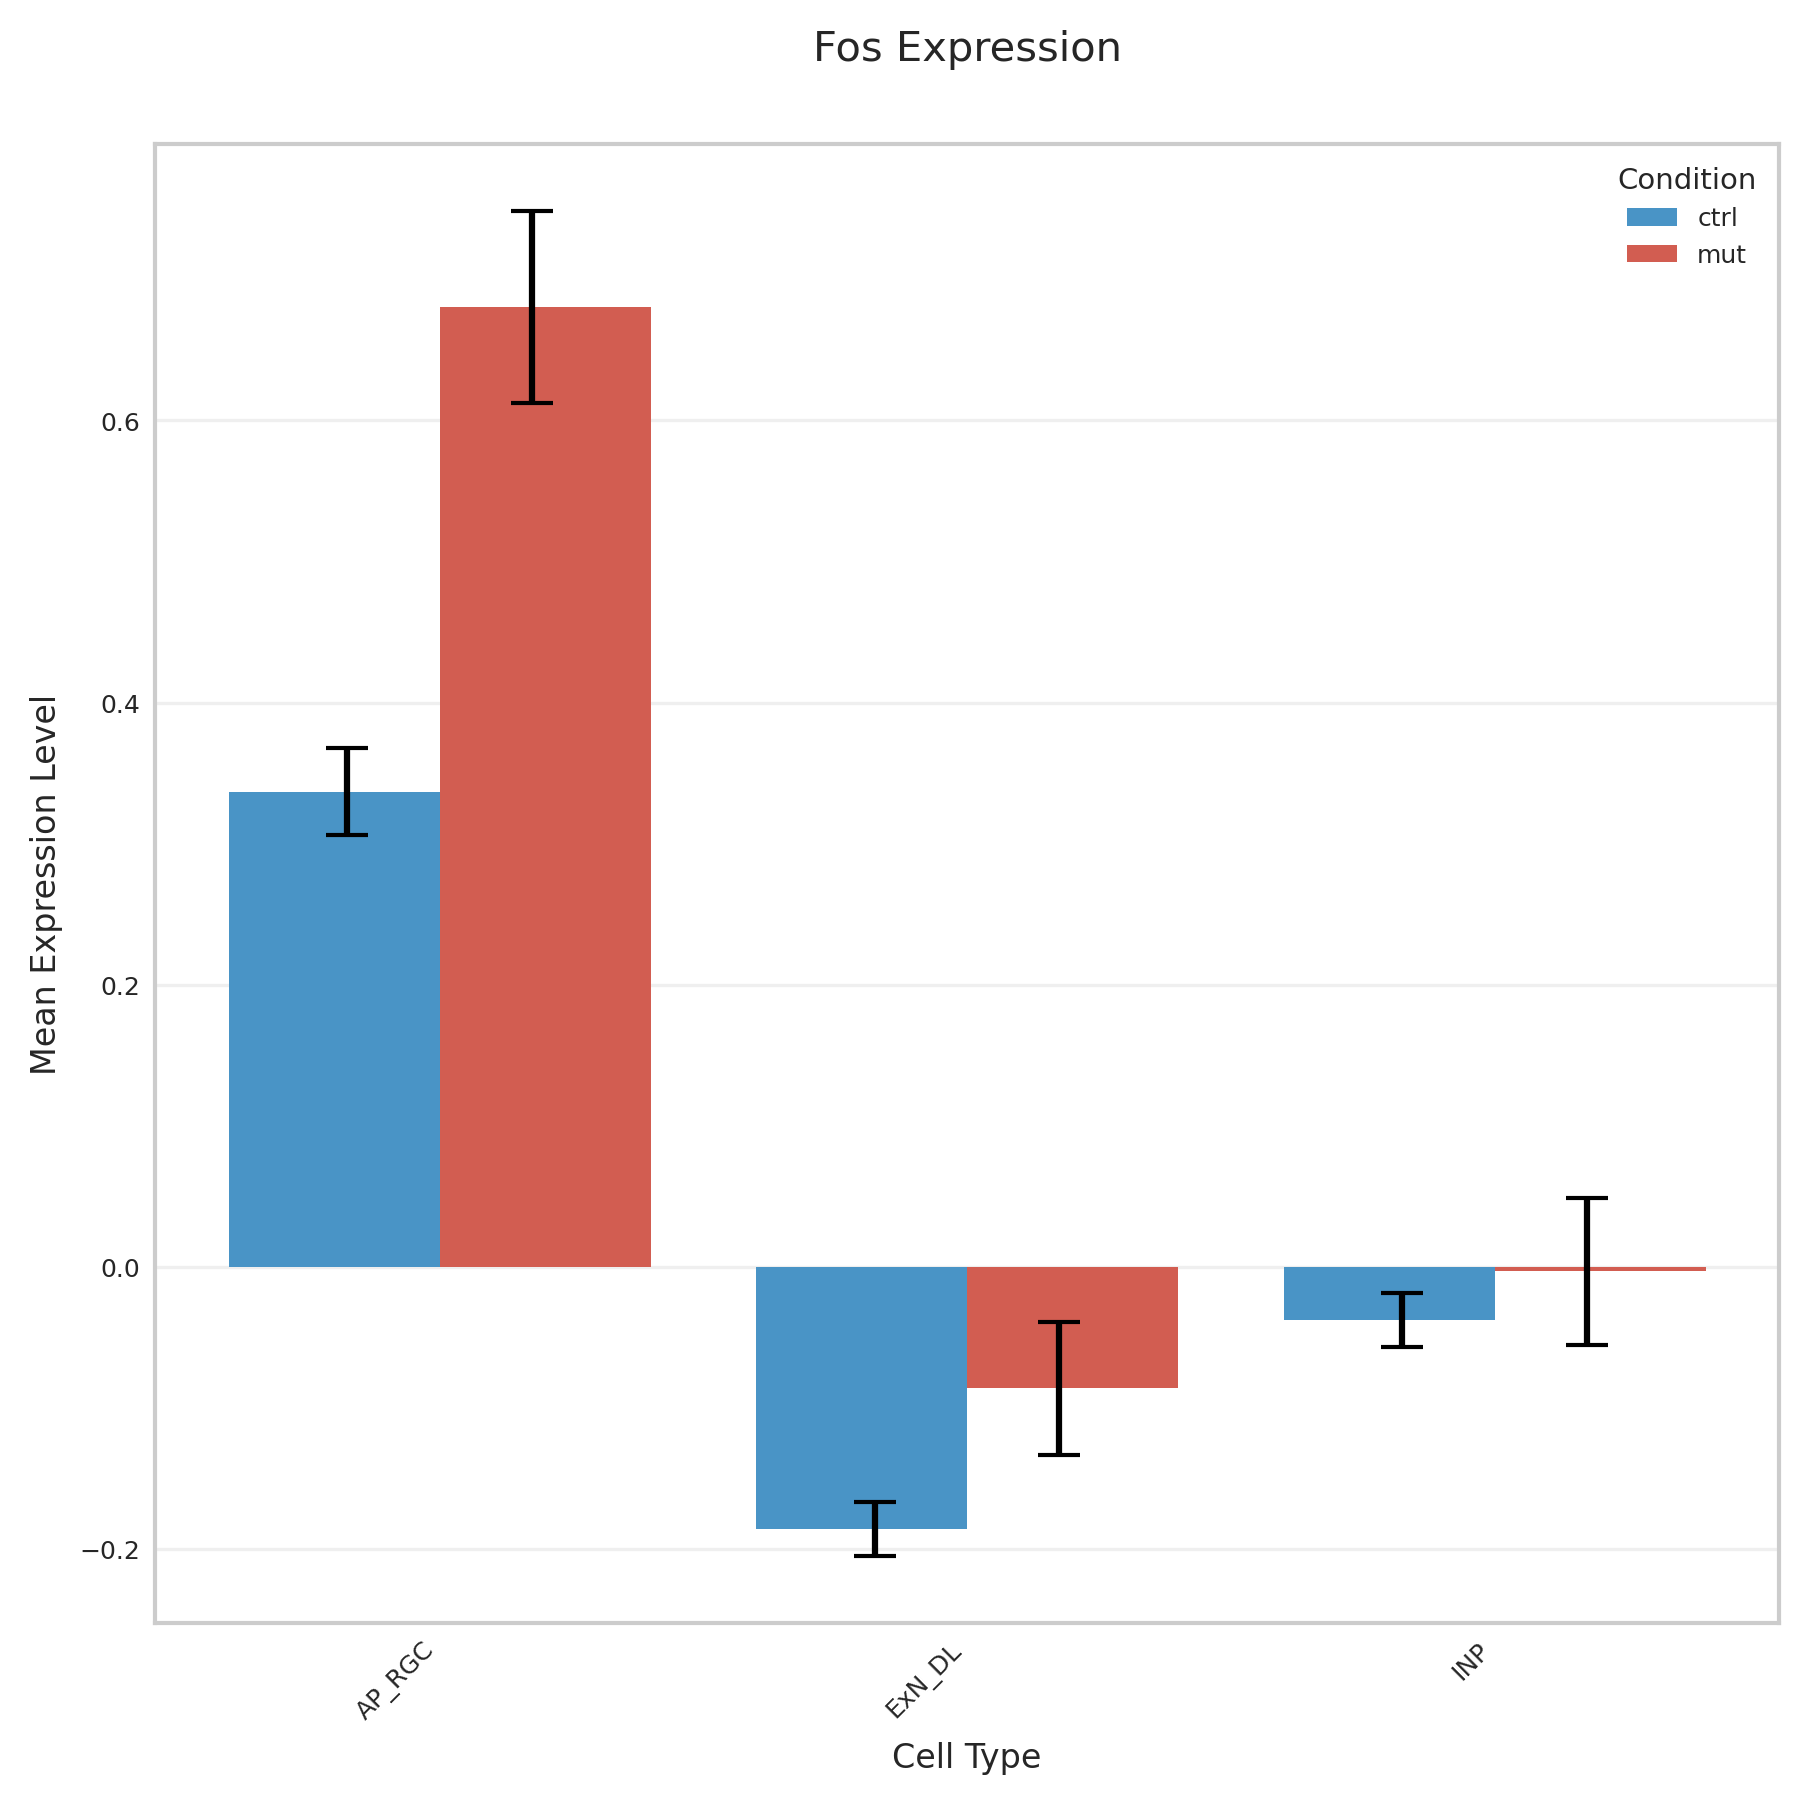 Fos Expression
Condition
ctrl
mut
0.6
0.4
0.2
0.0
−0.2
Mean Expression Level
AP_RGC
ExN_DL
INP
Cell Type